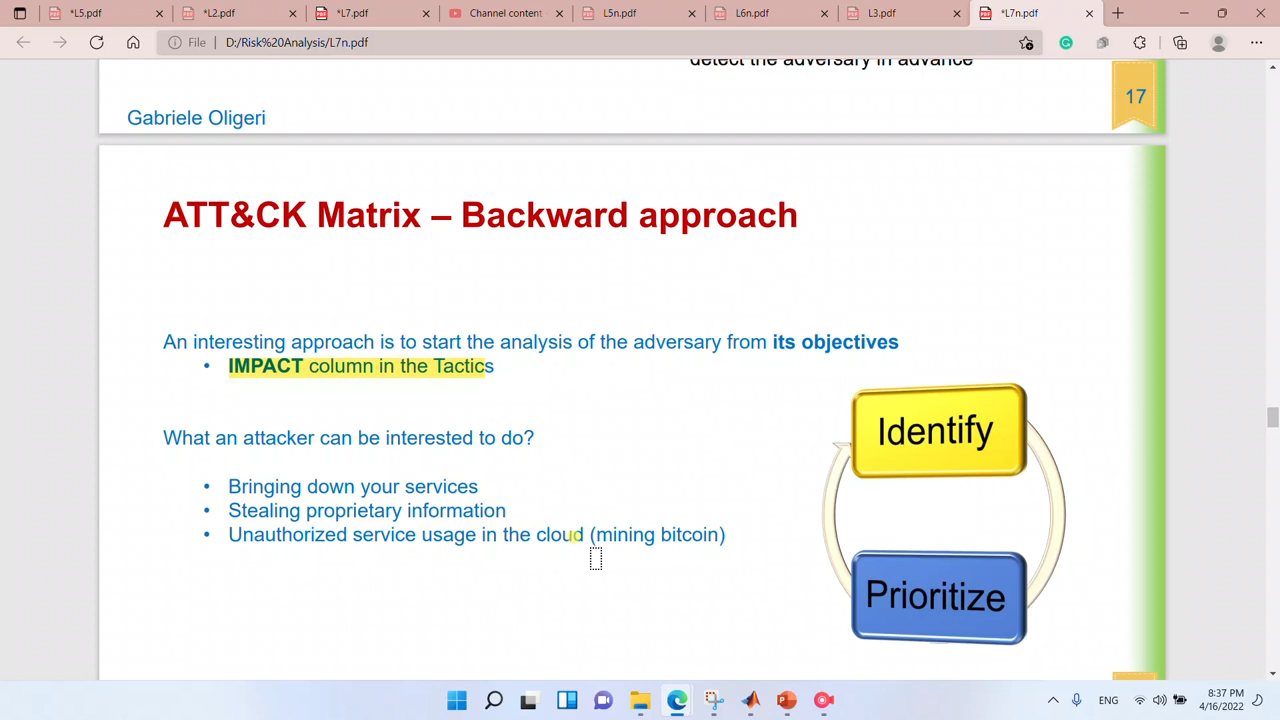 *L5.pdf
*L2.pdf
*L7.pdf
Channel content
L5n.pdf
L6n.pdf
L3.pdf
*L7n.pdf
File
D:/Risk%20Analysis/L7n.pdf
detect the adversary in advance
Gabriele Oligeri
17
ATT&CK Matrix – Backward approach
An interesting approach is to start the analysis of the adversary from its objectives
• IMPACT column in the Tactics
What an attacker can be interested to do?
• Bringing down your services
• Stealing proprietary information
• Unauthorized service usage in the cloud (mining bitcoin)
Identify
Prioritize
ENG
8:37 PM
4/16/2022